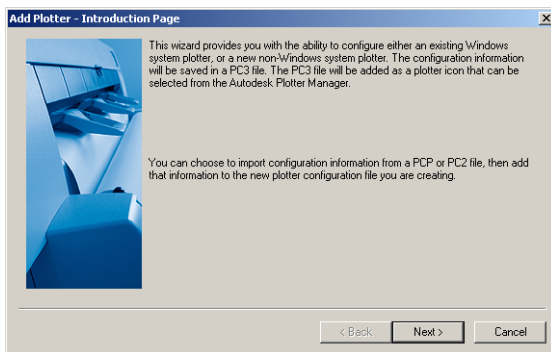 Add Plotter - Introduction Page
This wizard provides you with the ability to configure either an existing Windows
system plotter, or a new non-Windows system plotter. The configuration information
will be saved in a PC3 file. The PC3 file will be added as a plotter icon that can be
selected from the Autodesk Plotter Manager.
You can choose to import configuration information from a PCP or PC2 file, then add
that information to the new plotter configuration file you are creating.
< Back
Next >
Cancel